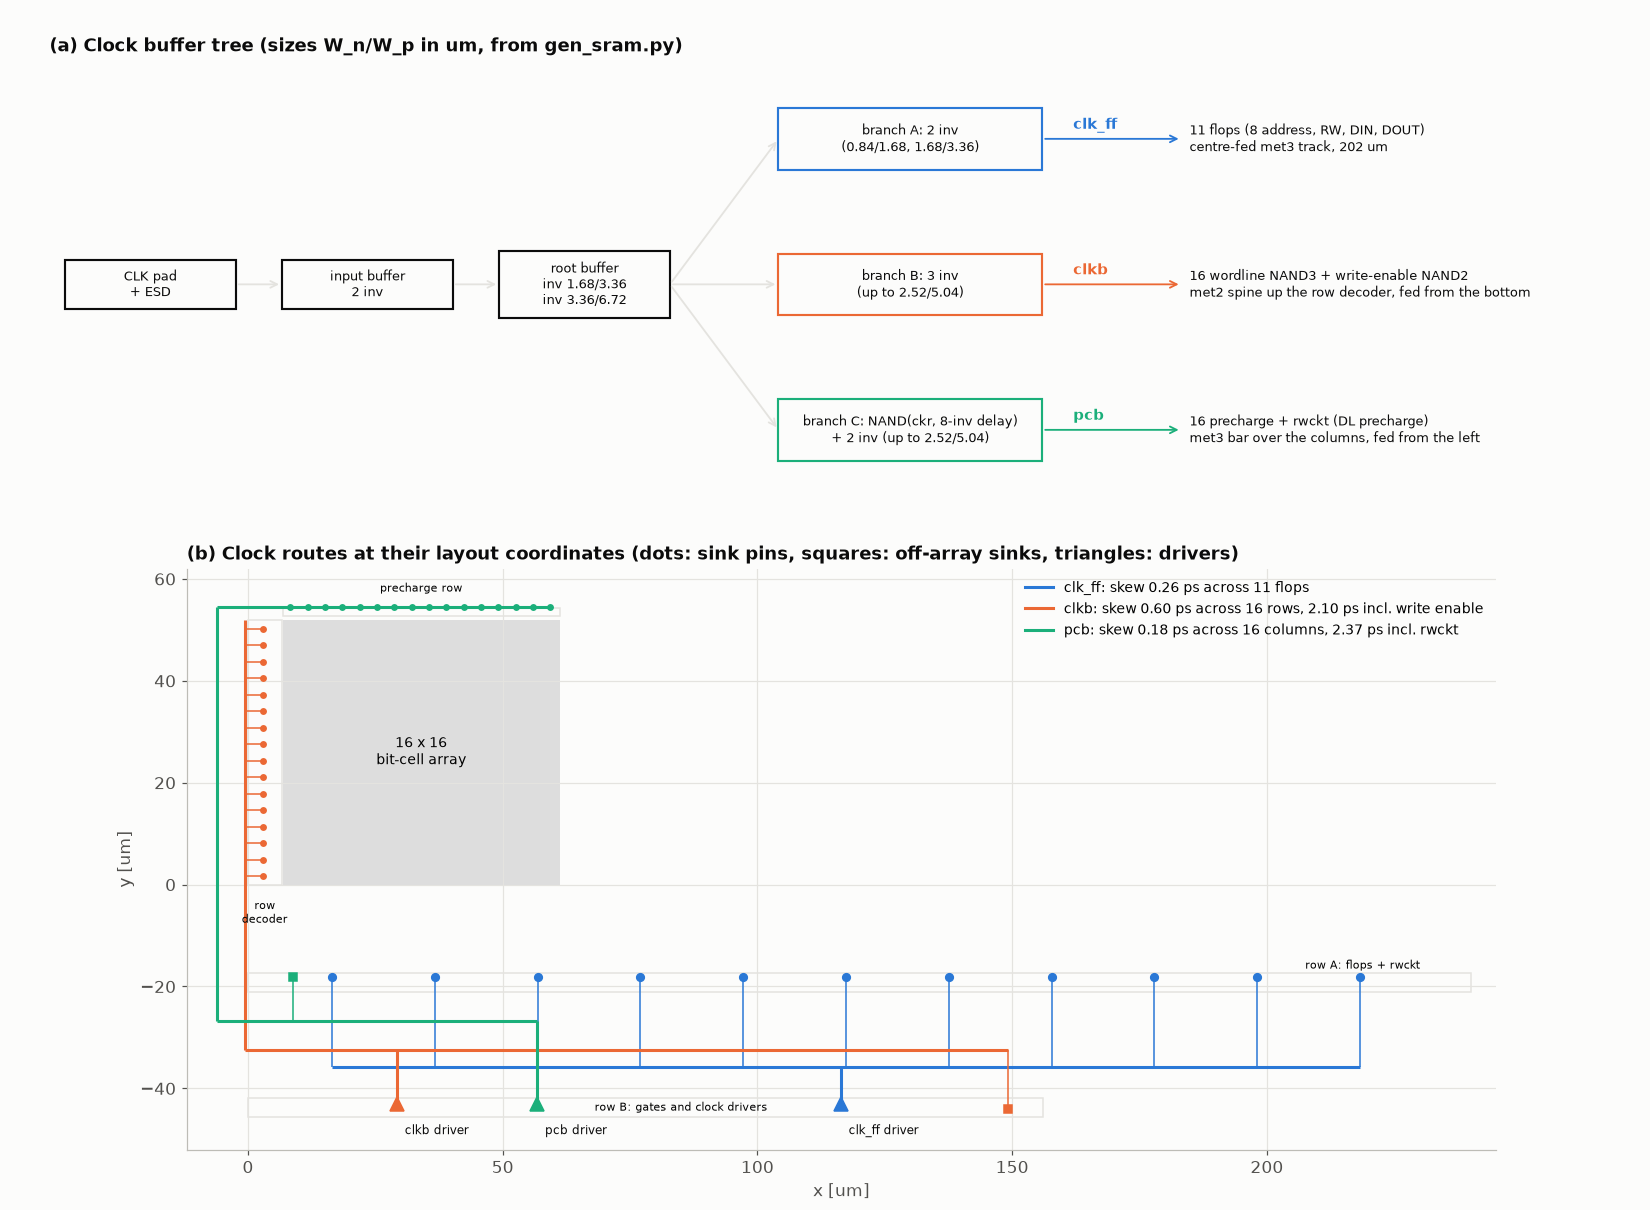 (a) Clock buffer tree (sizes W_n/W_p in um, from gen_sram.py)
CLK pad
+ ESD
input buffer
2 inv
root buffer
inv 1.68/3.36
inv 3.36/6.72
branch A: 2 inv
(0.84/1.68, 1.68/3.36)
clk_ff
11 flops (8 address, RW, DIN, DOUT)
centre-fed met3 track, 202 um
branch B: 3 inv
(up to 2.52/5.04)
clkb
16 wordline NAND3 + write-enable NAND2
met2 spine up the row decoder, fed from the bottom
branch C: NAND(ckr, 8-inv delay)
+ 2 inv (up to 2.52/5.04)
pcb
16 precharge + rwckt (DL precharge)
met3 bar over the columns, fed from the left
(b) Clock routes at their layout coordinates (dots: sink pins, squares: off-array sinks, triangles: drivers)
clk_ff: skew 0.26 ps across 11 flops
clkb: skew 0.60 ps across 16 rows, 2.10 ps incl. write enable
pcb: skew 0.18 ps across 16 columns, 2.37 ps incl. rwckt
precharge row
16 x 16
bit-cell array
row
decoder
row A: flops + rwckt
row B: gates and clock drivers
clkb driver
pcb driver
clk_ff driver
60
40
20
0
−20
−40
y [um]
0
50
100
150
200
x [um]